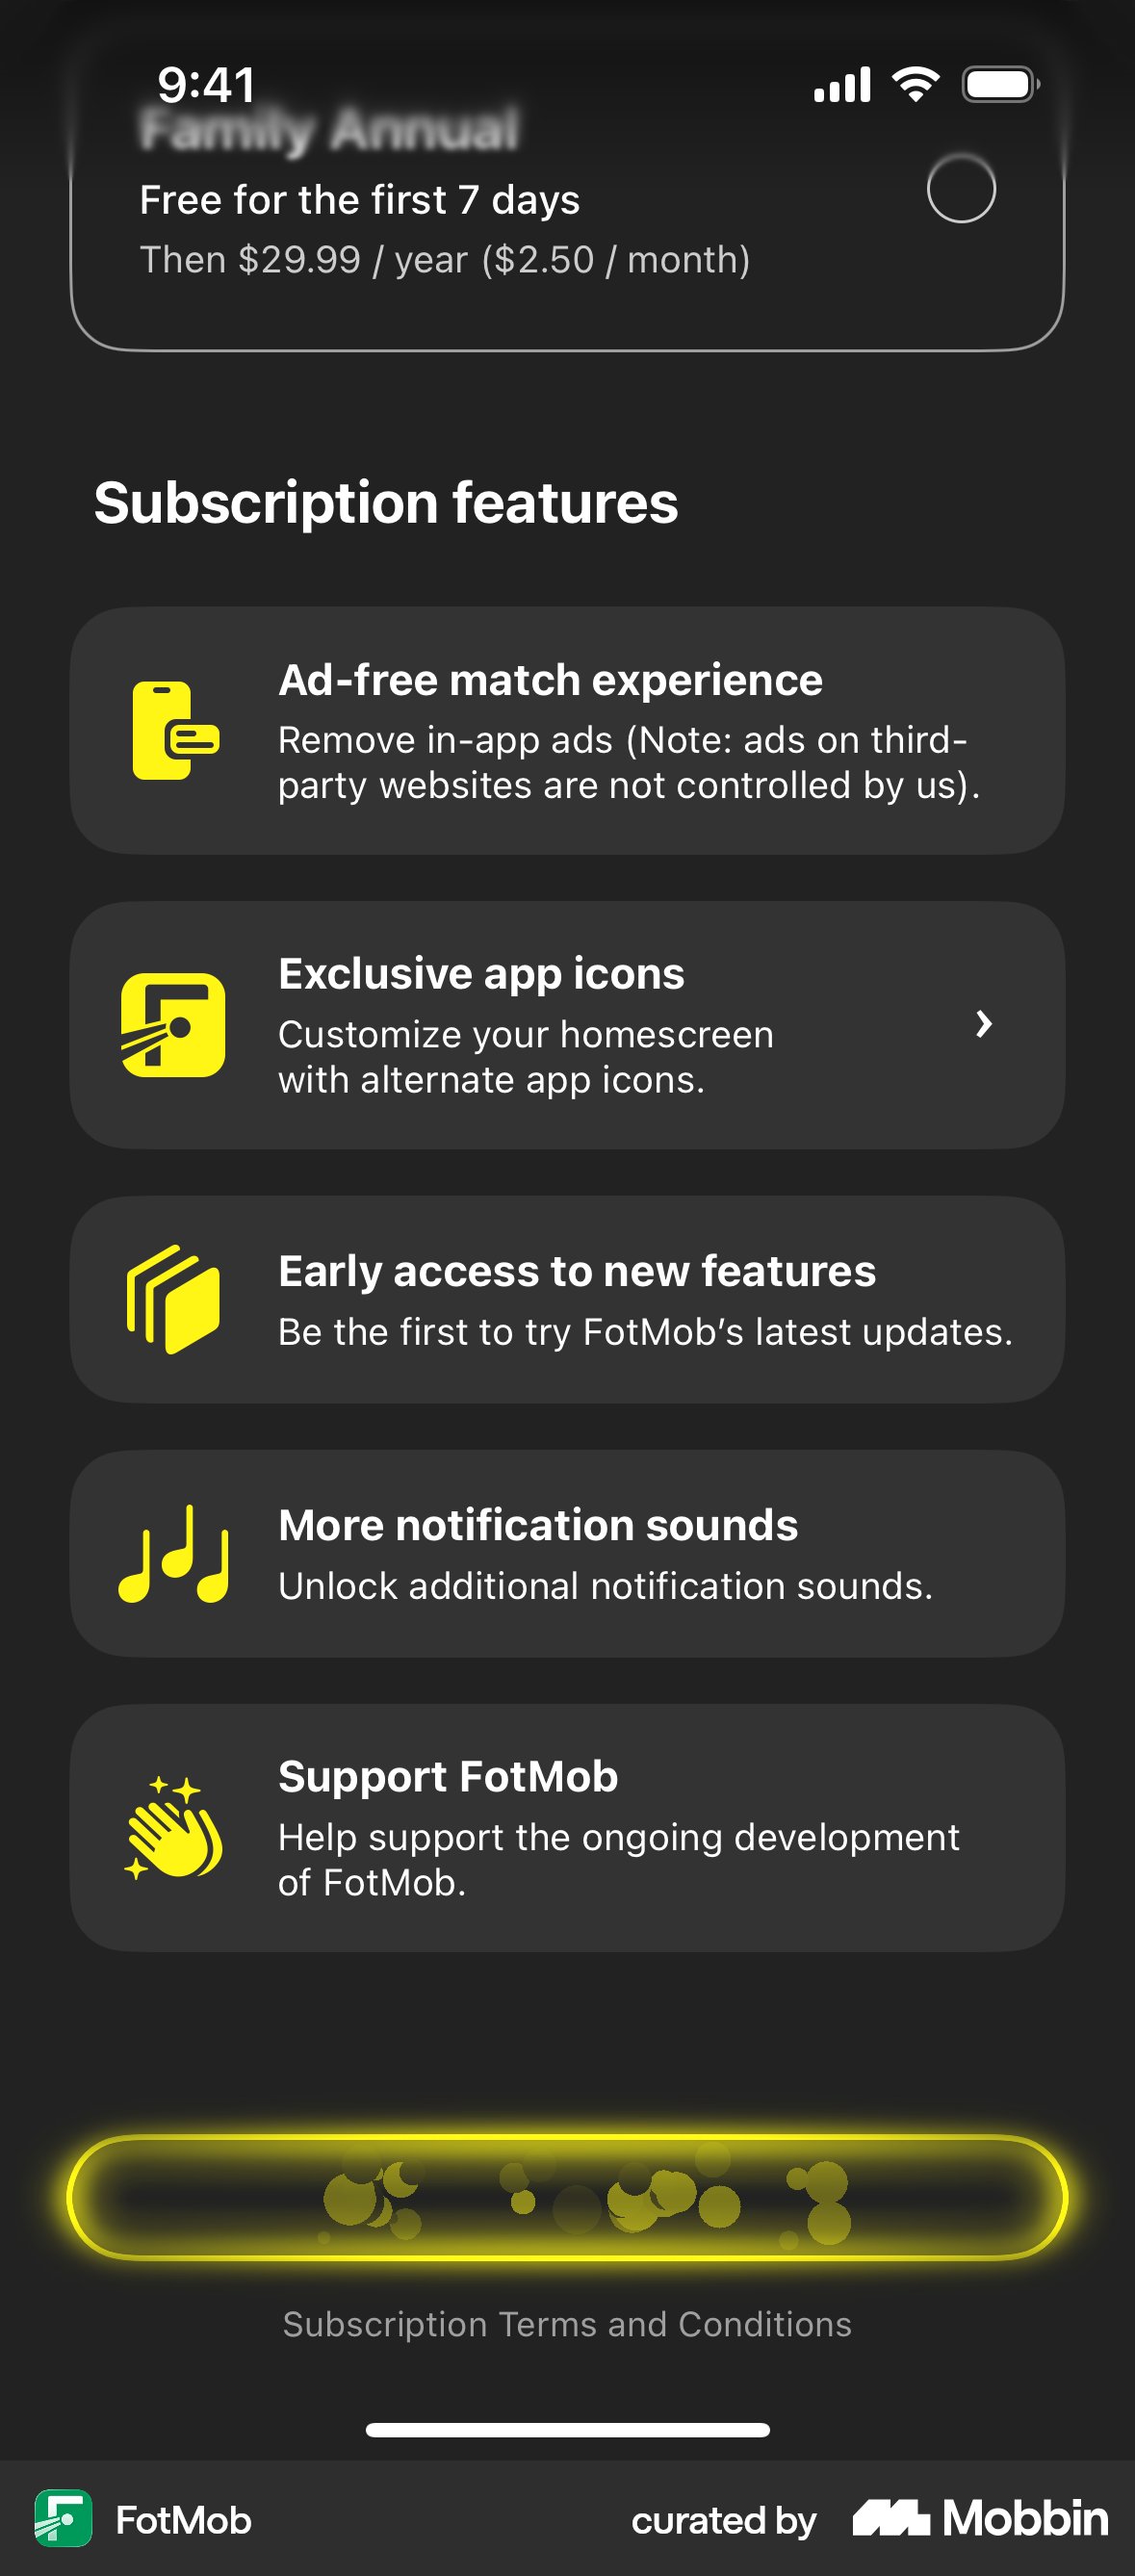 9:41
Family Annual
Free for the first 7 days
Then $29.99 / year ($2.50 / month)
Subscription features
Ad-free match experience
Remove in-app ads (Note: ads on third-
party websites are not controlled by us).
Exclusive app icons
Customize your homescreen
with alternate app icons.
Early access to new features
Be the first to try FotMob’s latest updates.
More notification sounds
Unlock additional notification sounds.
Support FotMob
Help support the ongoing development
of FotMob.
Subscription Terms and Conditions
FotMob
curated by Mobbin